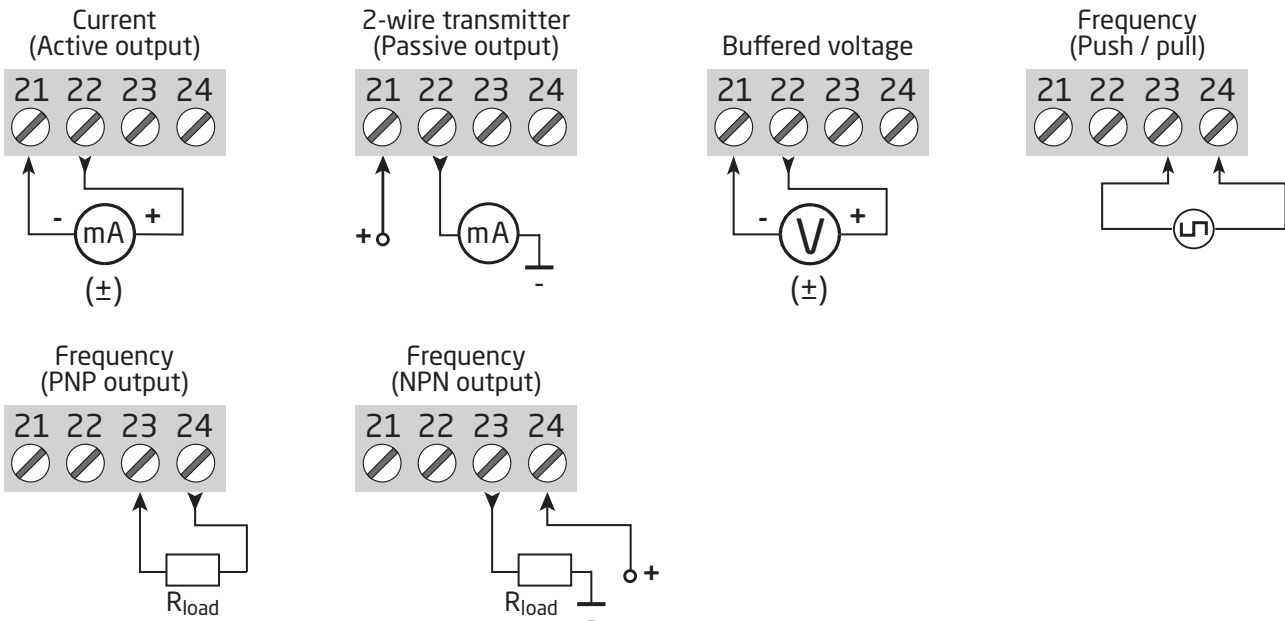 Current
(Active output)
21 22 23 24
- mA +
(±)
2-wire transmitter
(Passive output)
21 22 23 24
+ mA
-
Buffered voltage
21 22 23 24
- V +
(±)
Frequency
(Push / pull)
21 22 23 24
Frequency
(PNP output)
21 22 23 24
Rload
Frequency
(NPN output)
21 22 23 24
+
Rload
-